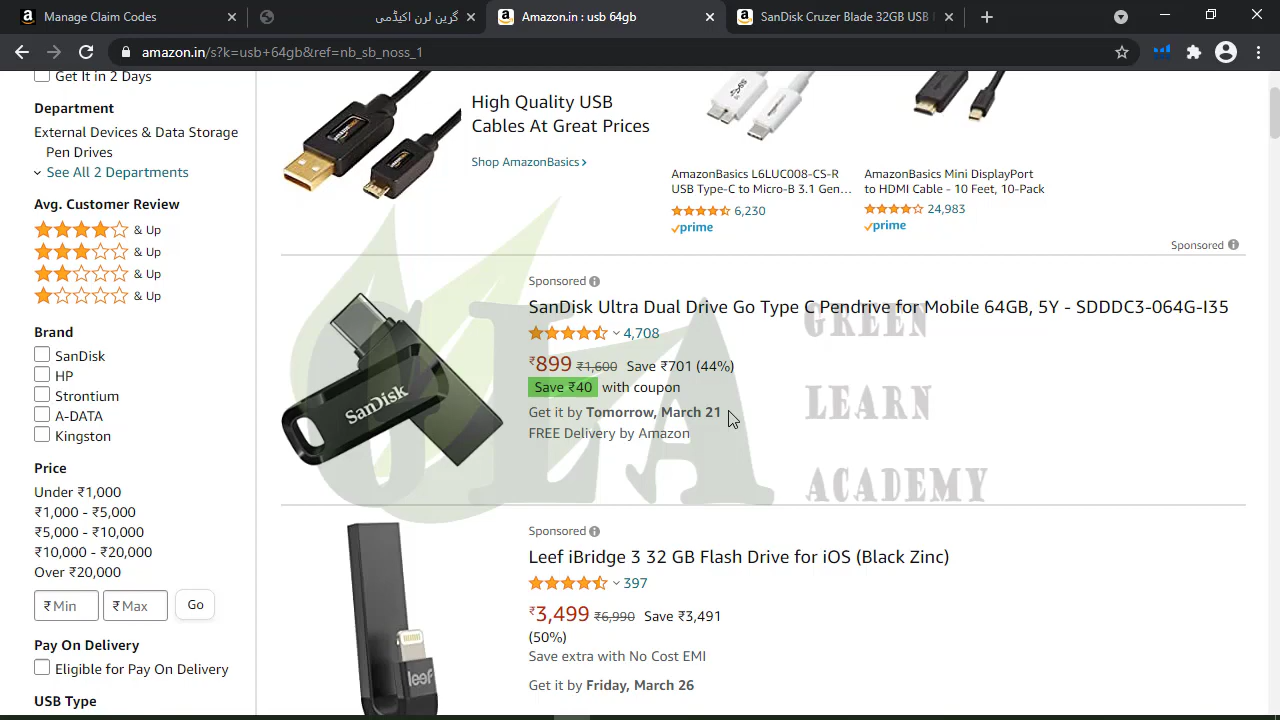 Manage Claim Codes
گرین لرن اکیڈمی
Amazon.in : usb 64gb
SanDisk Cruzer Blade 32GB USB
amazon.in/s?k=usb+64gb&ref=nb_sb_noss_1
Get It in 2 Days
Department
External Devices & Data Storage
Pen Drives
See All 2 Departments
Avg. Customer Review
& Up
& Up
& Up
& Up
Brand
SanDisk
HP
Strontium
A-DATA
Kingston
Price
Under ₹1,000
₹1,000 - ₹5,000
₹5,000 - ₹10,000
₹10,000 - ₹20,000
Over ₹20,000
₹ Min
₹ Max
Go
Pay On Delivery
Eligible for Pay On Delivery
USB Type
High Quality USB
Cables At Great Prices
Shop AmazonBasics
AmazonBasics L6LUC008-CS-R
USB Type-C to Micro-B 3.1 Gen...
6,230
prime
AmazonBasics Mini DisplayPort
to HDMI Cable - 10 Feet, 10-Pack
24,983
prime
Sponsored
Sponsored
SanDisk Ultra Dual Drive Go Type C Pendrive for Mobile 64GB, 5Y - SDDDC3-064G-I35
4,708
₹899 ₹1,600 Save ₹701 (44%)
Save ₹40 with coupon
Get it by Tomorrow, March 21
FREE Delivery by Amazon
SanDisk
GLA
GREEN
LEARN
ACADEMY
Sponsored
Leef iBridge 3 32 GB Flash Drive for iOS (Black Zinc)
397
₹3,499 ₹6,990 Save ₹3,491
(50%)
Save extra with No Cost EMI
Get it by Friday, March 26
leef